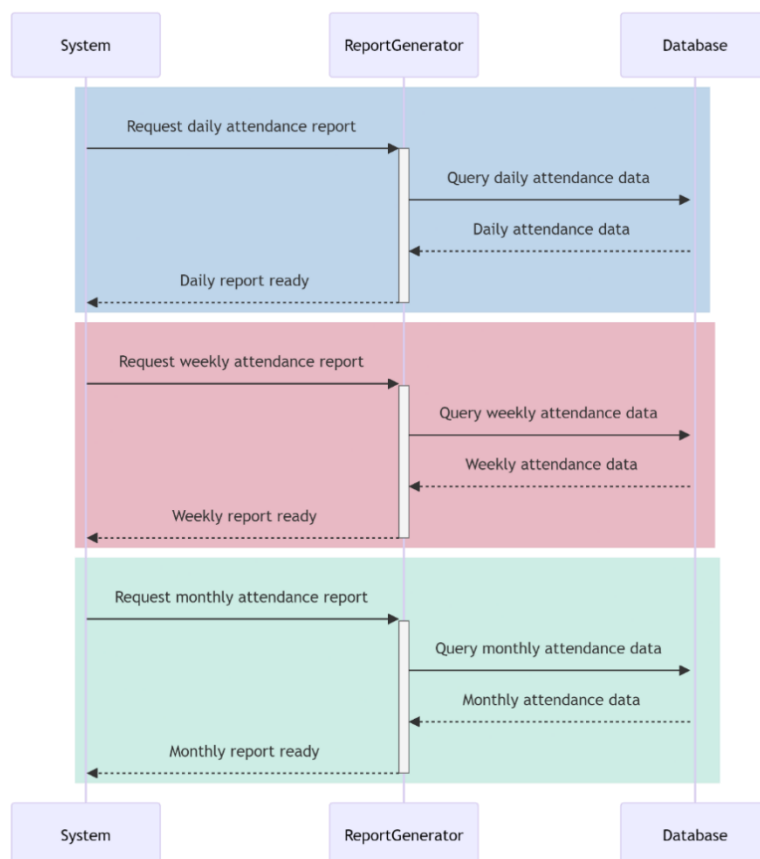 System
ReportGenerator
Database
Request daily attendance report
Query daily attendance data
Daily attendance data
Daily report ready
Request weekly attendance report
Query weekly attendance data
Weekly attendance data
Weekly report ready
Request monthly attendance report
Query monthly attendance data
Monthly attendance data
Monthly report ready
System
ReportGenerator
Database